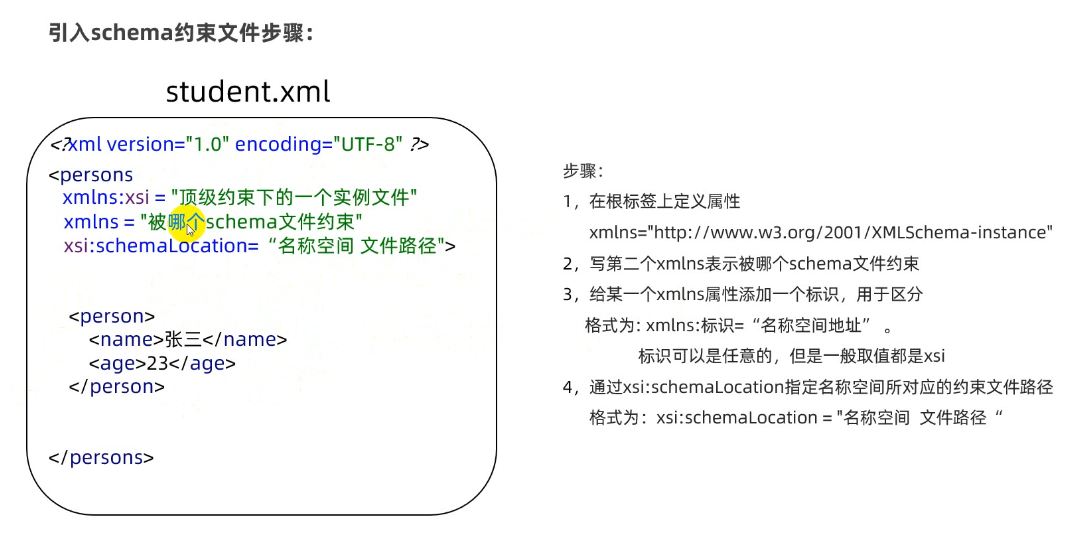 引入schema约束文件步骤：
student.xml
<?xml version="1.0" encoding="UTF-8" ?>
<persons
xmlns:xsi = "顶级约束下的一个实例文件"
xmlns = "被哪个schema文件约束"
xsi:schemaLocation= “名称空间 文件路径">
<person>
<name>张三</name>
<age>23</age>
</person>
</persons>
步骤：
1，在根标签上定义属性
xmlns="http://www.w3.org/2001/XMLSchema-instance"
2，写第二个xmlns表示被哪个schema文件约束
3，给某一个xmlns属性添加一个标识，用于区分
格式为: xmlns:标识= “名称空间地址” 。
标识可以是任意的，但是一般取值都是xsi
4，通过xsi:schemaLocation指定名称空间所对应的约束文件路径
格式为：xsi:schemaLocation = "名称空间 文件路径 “